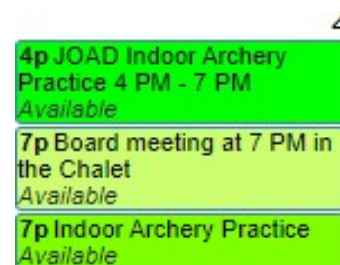 4p JOAD Indoor Archery
Practice 4 PM - 7 PM
Available
7p Board meeting at 7 PM in
the Chalet
Available
7p Indoor Archery Practice
Available